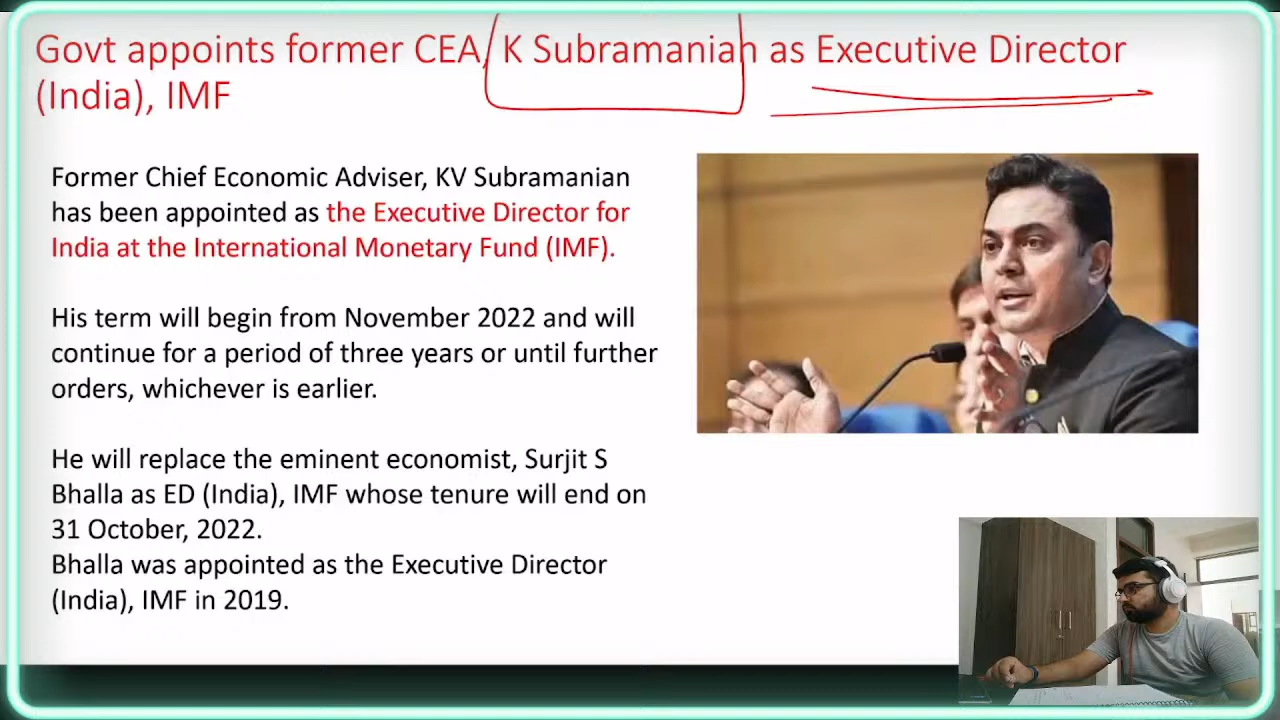 Govt appoints former CEA, K Subramanian as Executive Director
(India), IMF
Former Chief Economic Adviser, KV Subramanian
has been appointed as the Executive Director for
India at the International Monetary Fund (IMF).
His term will begin from November 2022 and will
continue for a period of three years or until further
orders, whichever is earlier.
He will replace the eminent economist, Surjit S
Bhalla as ED (India), IMF whose tenure will end on
31 October, 2022.
Bhalla was appointed as the Executive Director
(India), IMF in 2019.